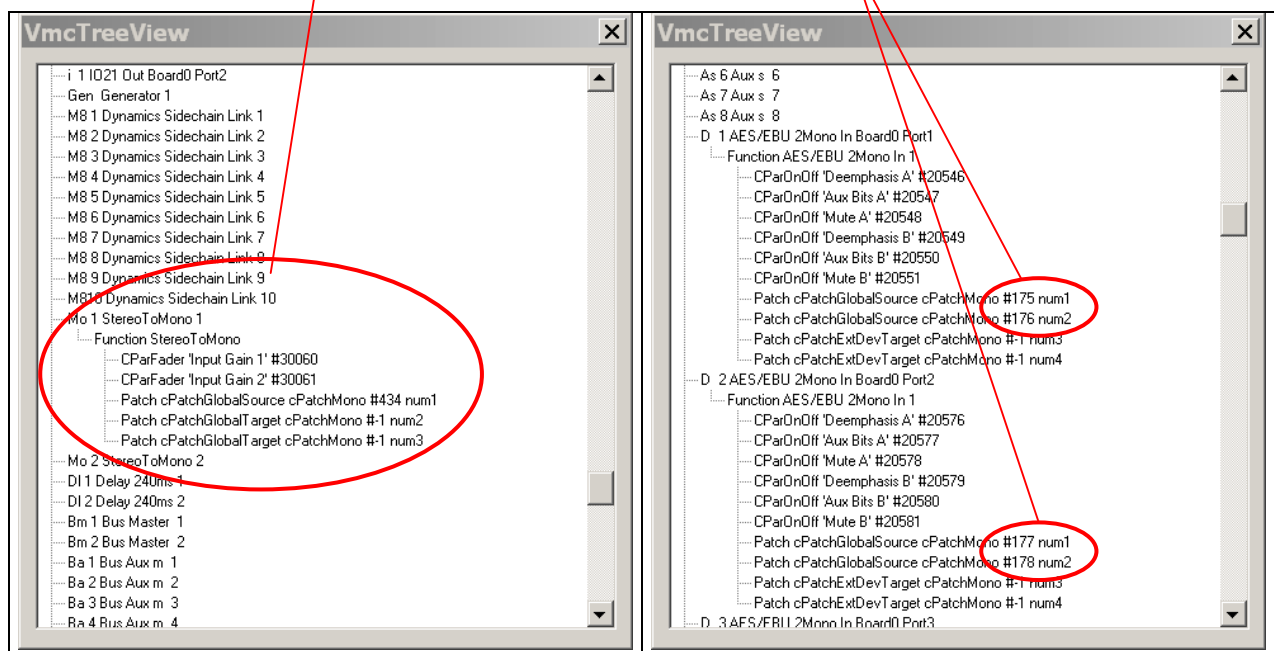 VmcTreeView
i 1 IO21 Out Board0 Port2
Gen Generator 1
M8 1 Dynamics Sidechain Link 1
M8 2 Dynamics Sidechain Link 2
M8 3 Dynamics Sidechain Link 3
M8 4 Dynamics Sidechain Link 4
M8 5 Dynamics Sidechain Link 5
M8 6 Dynamics Sidechain Link 6
M8 7 Dynamics Sidechain Link 7
M8 8 Dynamics Sidechain Link 8
M8 9 Dynamics Sidechain Link 9
M810 Dynamics Sidechain Link 10
Mo 1 StereoToMono 1
Function StereoToMono
CParFader 'Input Gain 1' #30060
CParFader 'Input Gain 2' #30061
Patch cPatchGlobalSource cPatchMono #434 num1
Patch cPatchGlobalTarget cPatchMono #-1 num2
Patch cPatchGlobalTarget cPatchMono #-1 num3
Mo 2 StereoToMono 2
Dl 1 Delay 240ms 1
Dl 2 Delay 240ms 2
Bm 1 Bus Master 1
Bm 2 Bus Master 2
Ba 1 Bus Aux m 1
Ba 2 Bus Aux m 2
Ba 3 Bus Aux m 3
Ba 4 Bus Aux m 4
VmcTreeView
As 6 Aux s 6
As 7 Aux s 7
As 8 Aux s 8
D 1 AES/EBU 2Mono In Board0 Port1
Function AES/EBU 2Mono In 1
CParOnOff 'Deemphasis A' #20546
CParOnOff 'Aux Bits A' #20547
CParOnOff 'Mute A' #20548
CParOnOff 'Deemphasis B' #20549
CParOnOff 'Aux Bits B' #20550
CParOnOff 'Mute B' #20551
Patch cPatchGlobalSource cPatchMono #175 num1
Patch cPatchGlobalSource cPatchMono #176 num2
Patch cPatchExtDevTarget cPatchMono #-1 num3
Patch cPatchExtDevTarget cPatchMono #-1 num4
D 2 AES/EBU 2Mono In Board0 Port2
Function AES/EBU 2Mono In 1
CParOnOff 'Deemphasis A' #20576
CParOnOff 'Aux Bits A' #20577
CParOnOff 'Mute A' #20578
CParOnOff 'Deemphasis B' #20579
CParOnOff 'Aux Bits B' #20580
CParOnOff 'Mute B' #20581
Patch cPatchGlobalSource cPatchMono #177 num1
Patch cPatchGlobalSource cPatchMono #178 num2
Patch cPatchExtDevTarget cPatchMono #-1 num3
Patch cPatchExtDevTarget cPatchMono #-1 num4
D 3 AES/EBU 2Mono In Board0 Port3